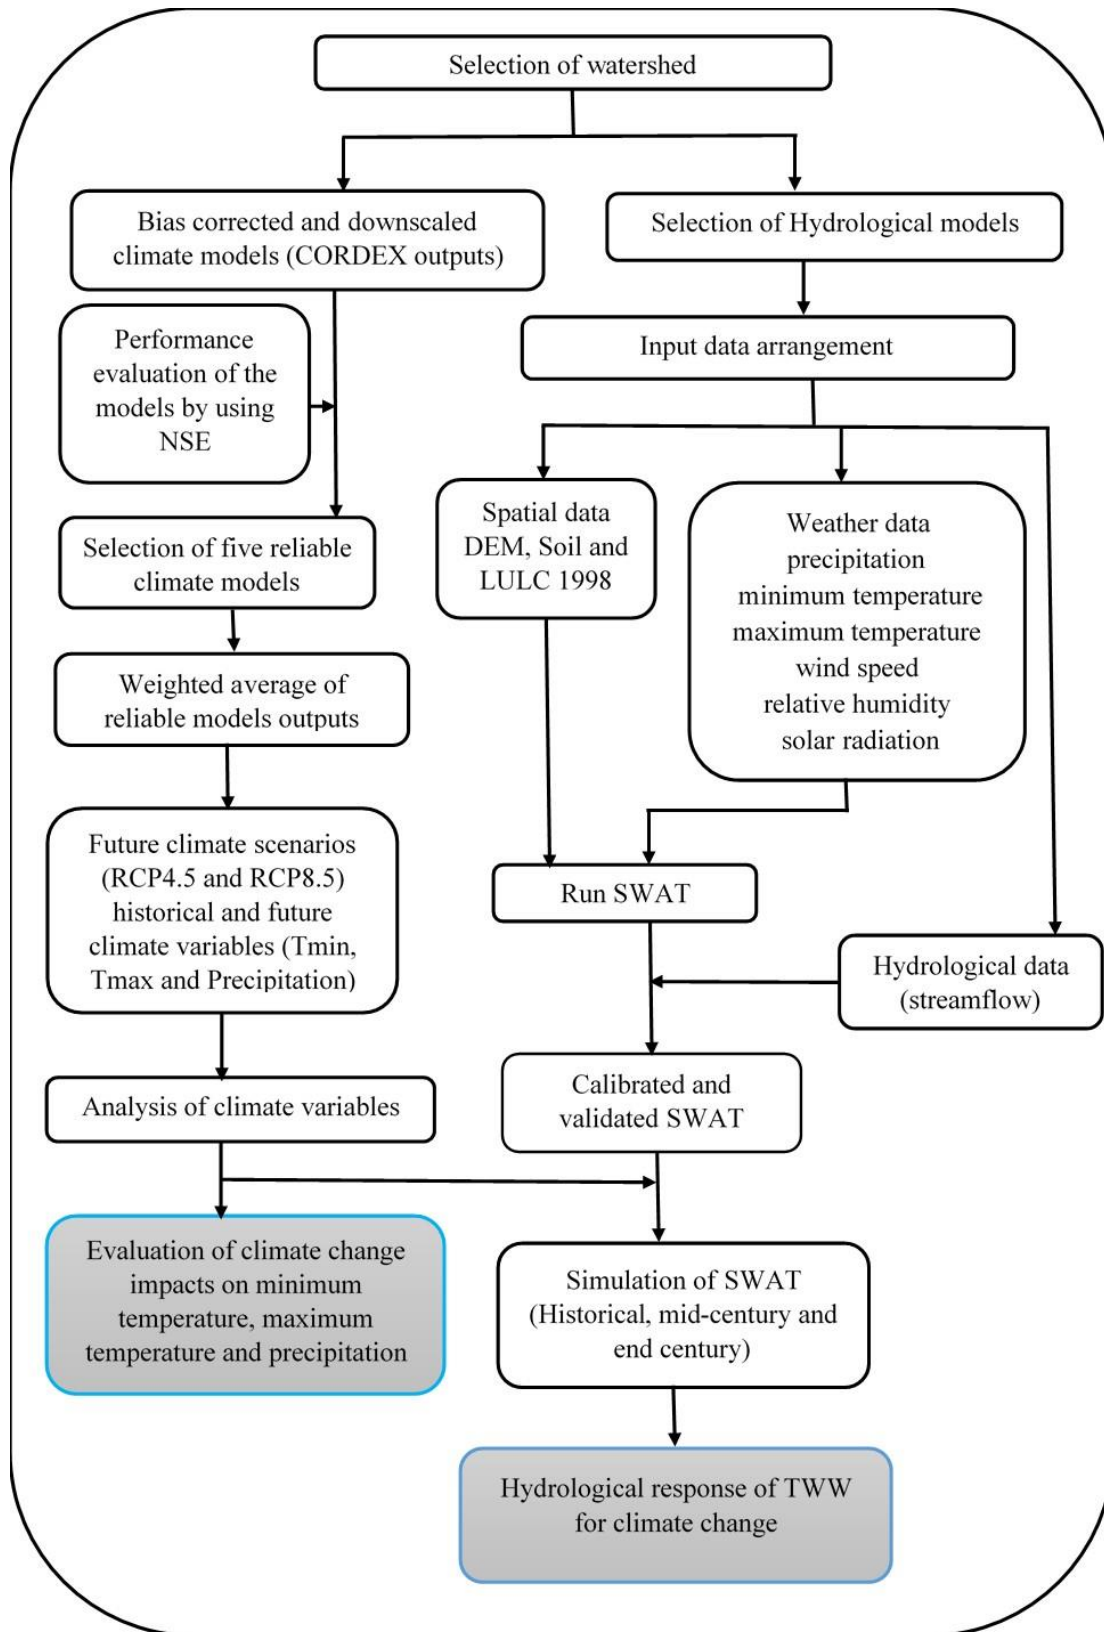 Selection of watershed
Bias corrected and downscaled
climate models (CORDEX outputs)
Selection of Hydrological models
Performance
evaluation of the
models by using
NSE
Input data arrangement
Spatial data
DEM, Soil and
LULC 1998
Weather data
precipitation
minimum temperature
maximum temperature
wind speed
relative humidity
solar radiation
Selection of five reliable
climate models
Weighted average of
reliable models outputs
Future climate scenarios
(RCP4.5 and RCP8.5)
historical and future
climate variables (Tmin,
Tmax and Precipitation)
Run SWAT
Hydrological data
(streamflow)
Analysis of climate variables
Calibrated and
validated SWAT
Evaluation of climate change
impacts on minimum
temperature, maximum
temperature and precipitation
Simulation of SWAT
(Historical, mid-century and
end century)
Hydrological response of TWW
for climate change